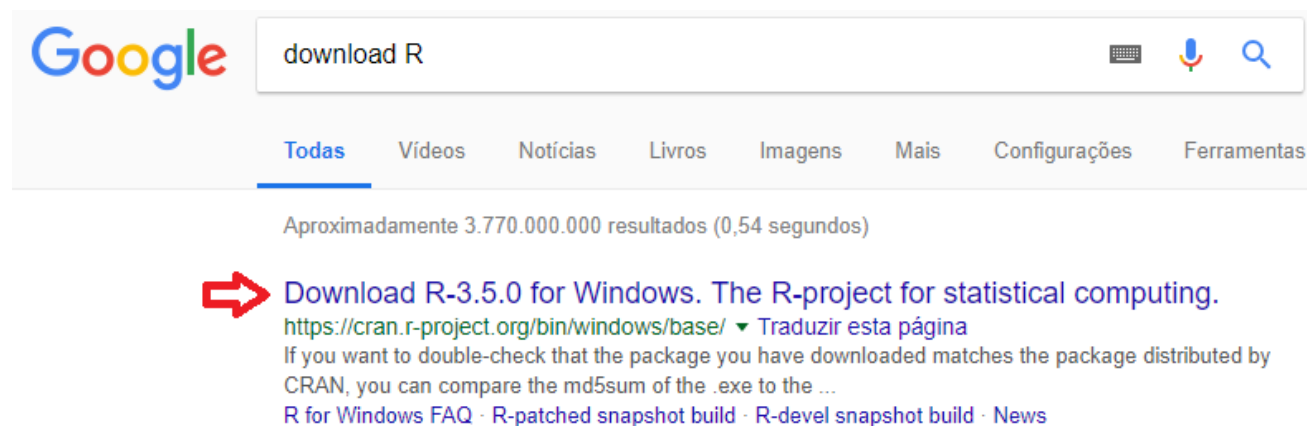 Google
download R
Todas Vídeos Notícias Livros Imagens Mais Configurações Ferramentas
Aproximadamente 3.770.000.000 resultados (0,54 segundos)
Download R-3.5.0 for Windows. The R-project for statistical computing.
https://cran.r-project.org/bin/windows/base/ ▾ Traduzir esta página
If you want to double-check that the package you have downloaded matches the package distributed by
CRAN, you can compare the md5sum of the .exe to the ...
R for Windows FAQ · R-patched snapshot build · R-devel snapshot build · News